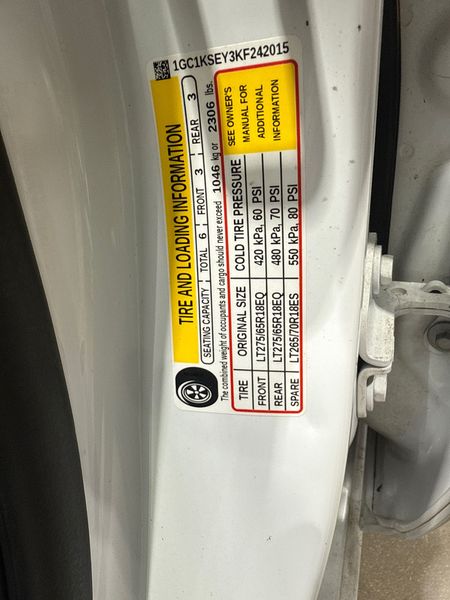 1GC1KSEY3KF242015
TIRE AND LOADING INFORMATION
SEATING CAPACITY TOTAL 6 FRONT 3 REAR 3
The combined weight of occupants and cargo should never exceed 1046 kg or 2306 lbs.
TIRE ORIGINAL SIZE COLD TIRE PRESSURE
FRONT LT275/65R18EQ 420 kPa, 60 PSI
REAR LT275/65R18EQ 480 kPa, 70 PSI
SPARE LT265/70R18ES 550 kPa, 80 PSI
SEE OWNER'S
MANUAL FOR
ADDITIONAL
INFORMATION